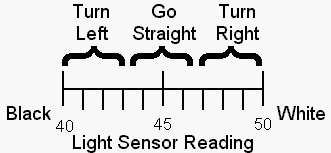 Turn Go Turn
Left Straight Right
Black White
40 45 50
Light Sensor Reading